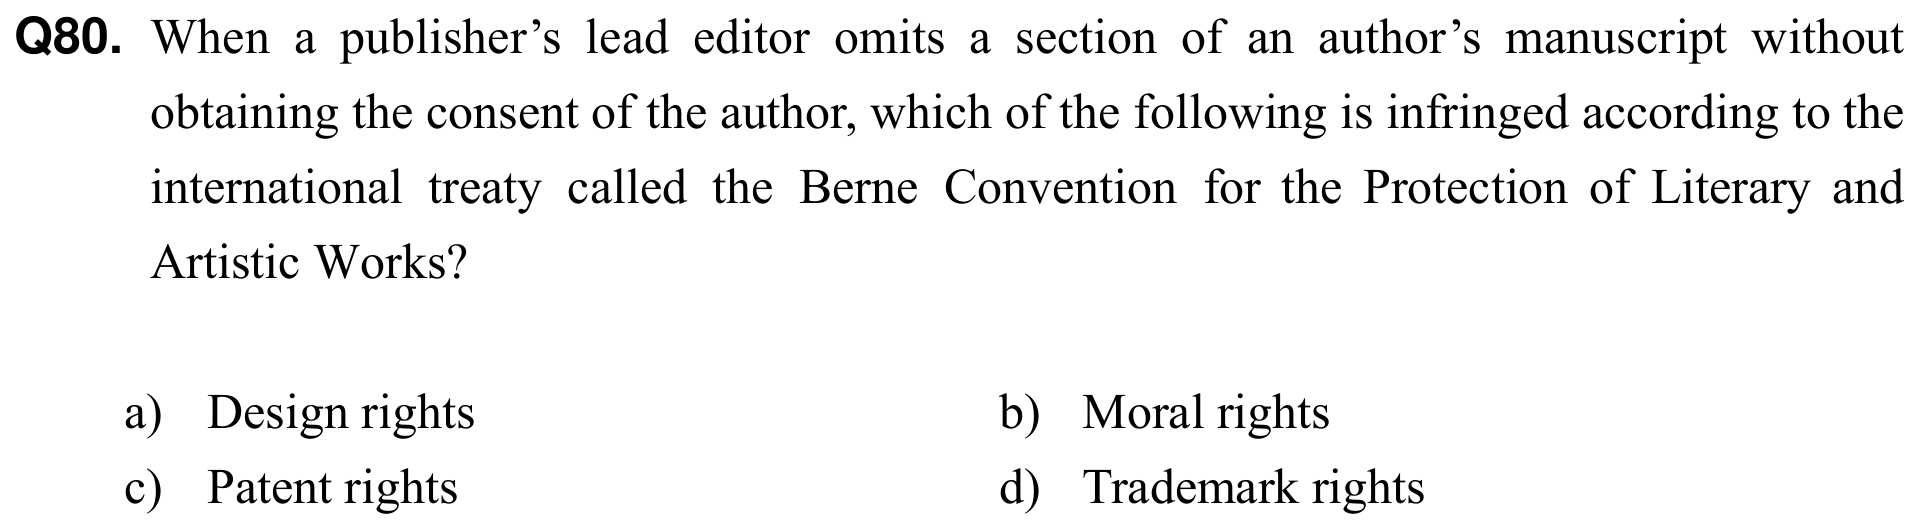 Q80. When a publisher’s lead editor omits a section of an author’s manuscript without
obtaining the consent of the author, which of the following is infringed according to the
international treaty called the Berne Convention for the Protection of Literary and
Artistic Works?
a) Design rights b) Moral rights
c) Patent rights d) Trademark rights